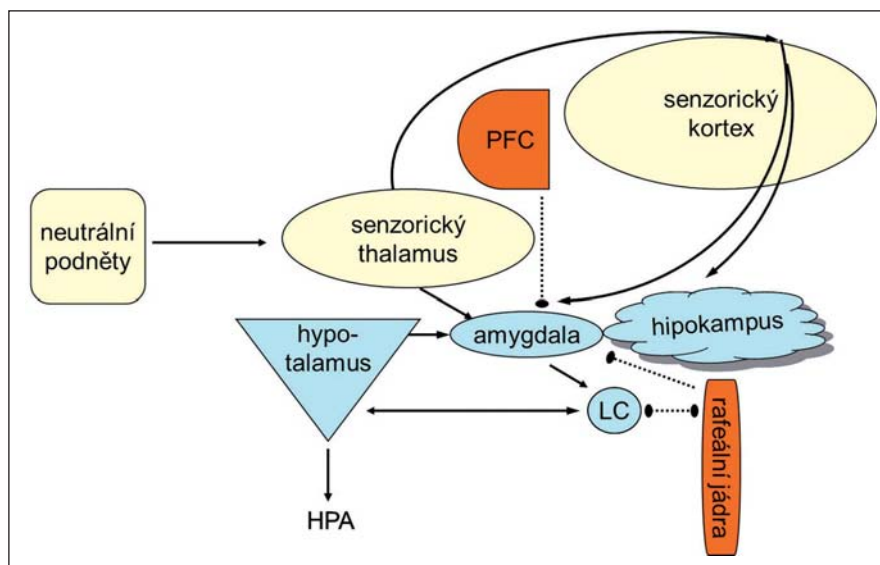 senzorický
kortex
PFC
neutrální
podněty
senzorický
thalamus
hypo-
talamus
amygdala
hipokampus
LC
rafeální jádra
HPA